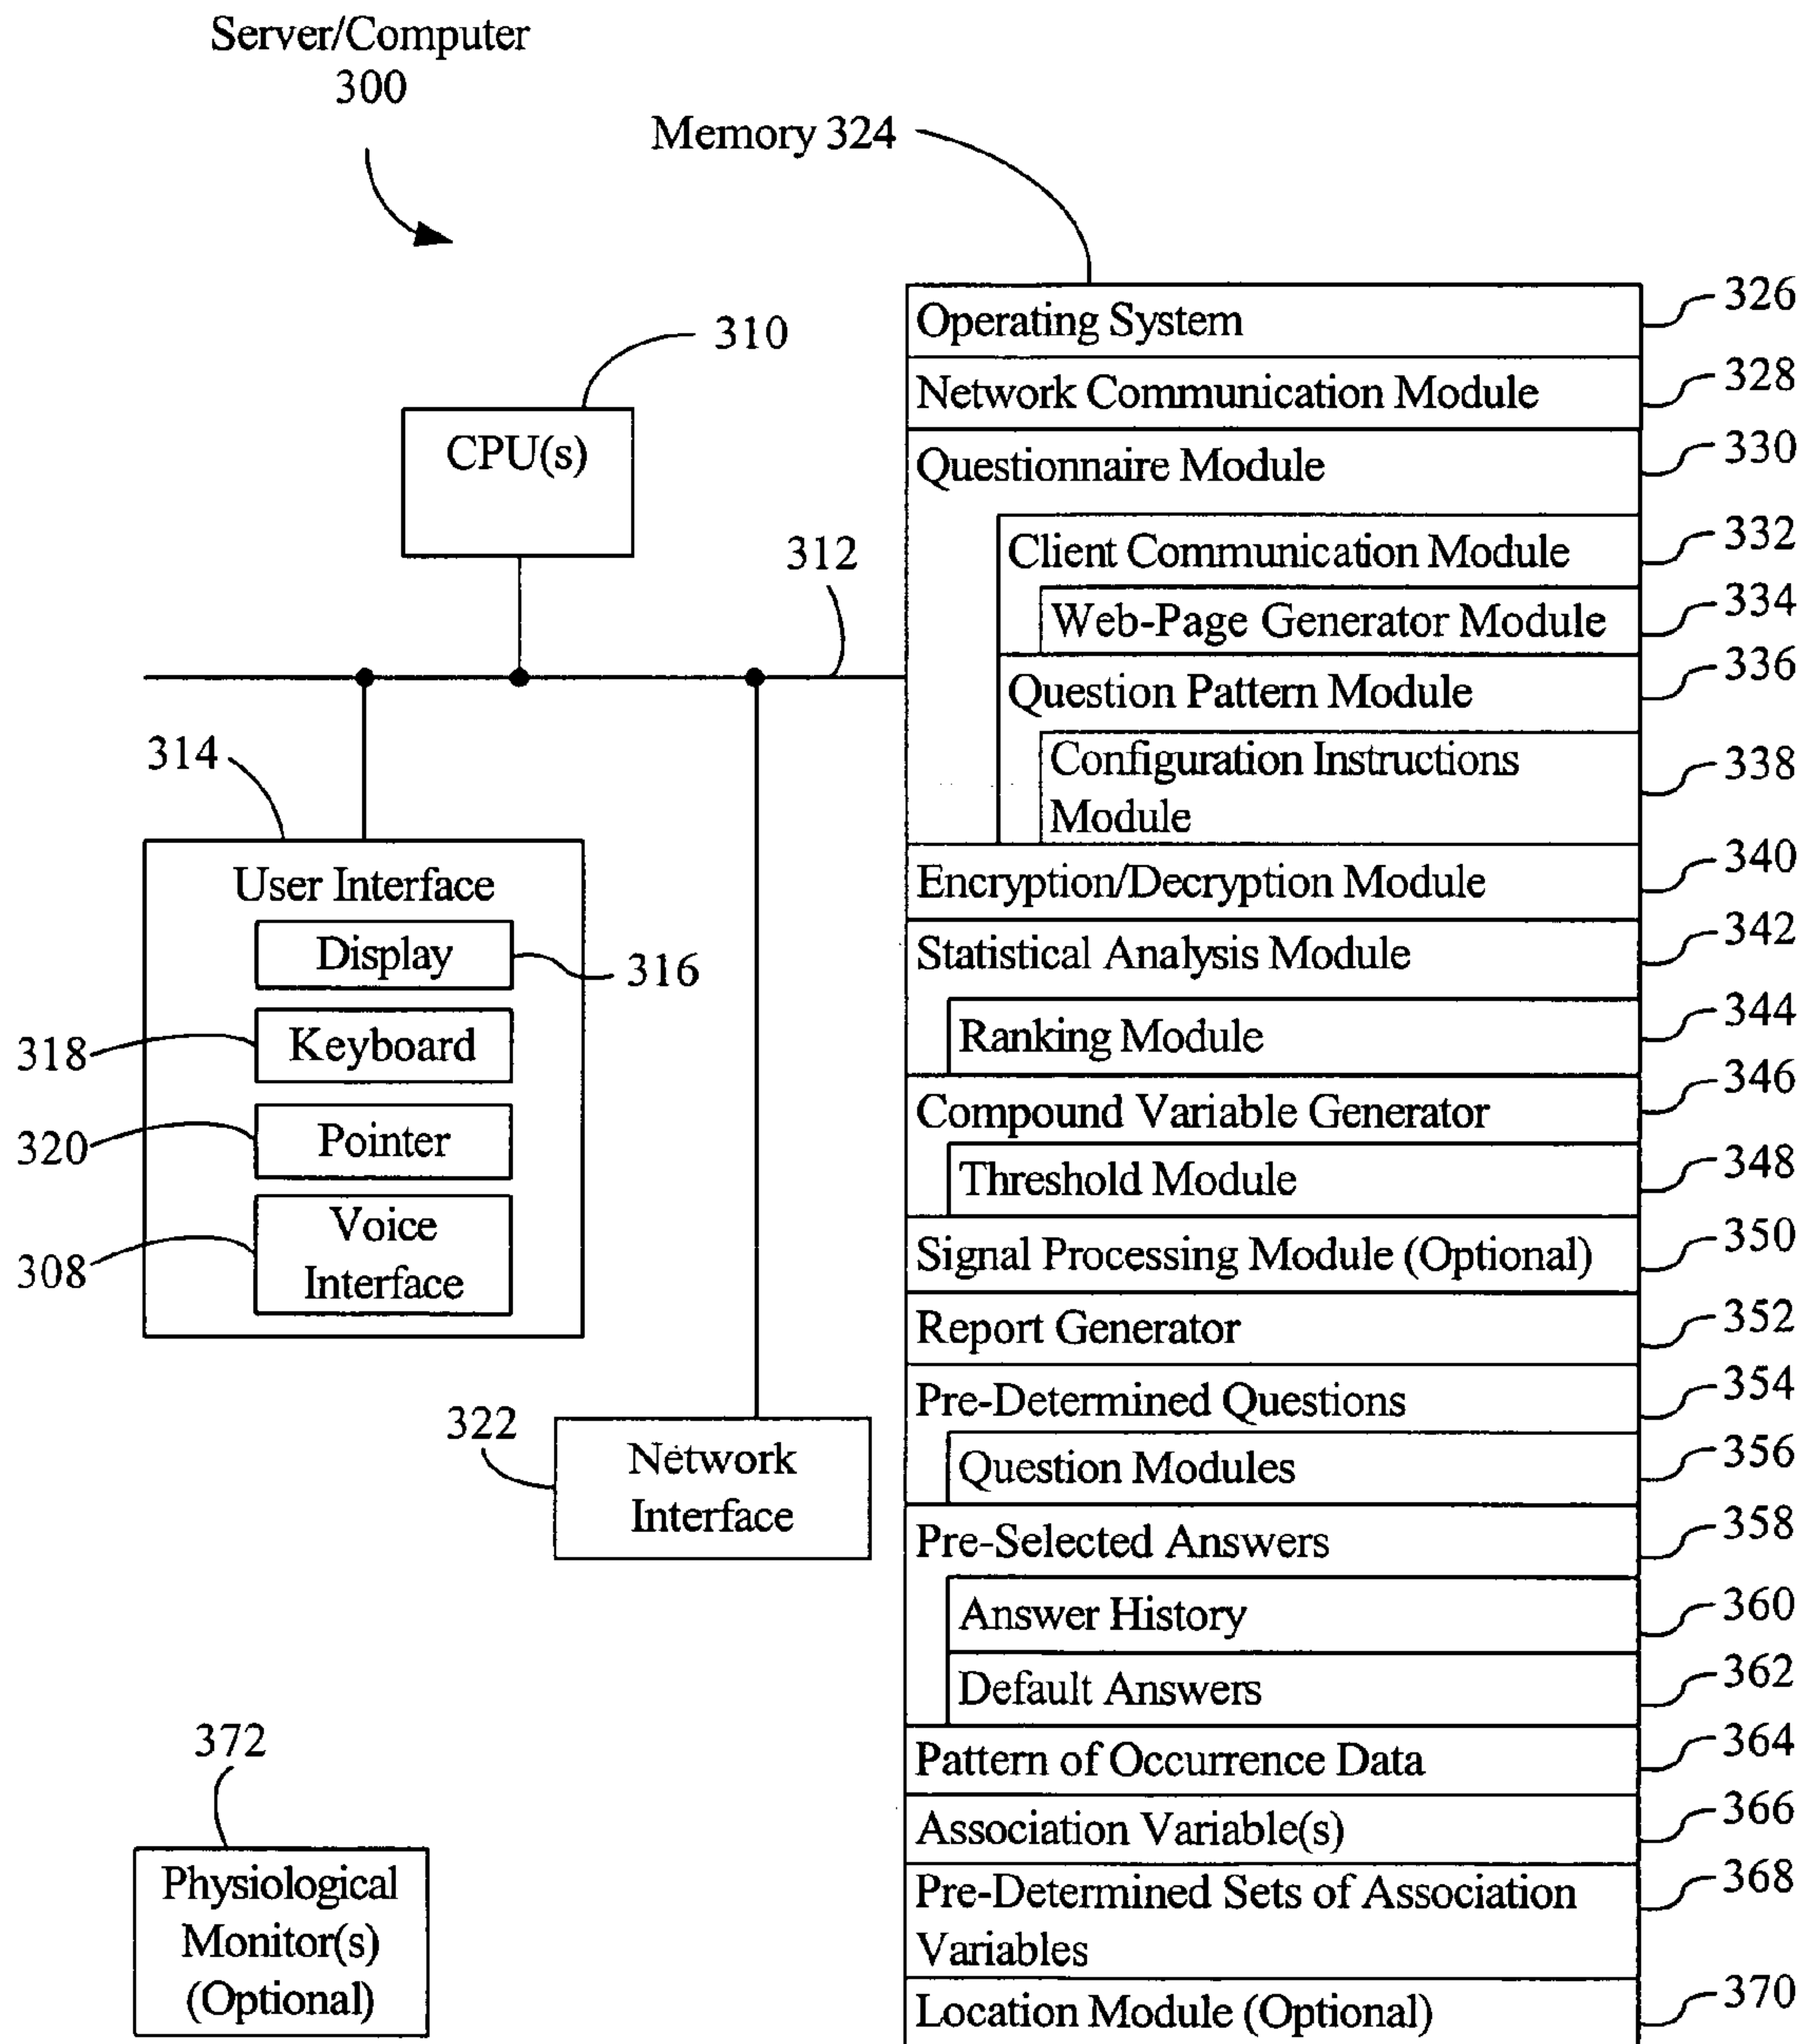 Server/Computer
300
Memory 324
Operating System
326
310
Network Communication Module
328
CPU(s)
Questionnaire Module
330
312
Client Communication Module
332
Web-Page Generator Module
334
Question Pattern Module
336
314
Configuration Instructions
Module
338
User Interface
Encryption/Decryption Module
340
Display
316
Statistical Analysis Module
342
318
Keyboard
Ranking Module
344
320
Pointer
Compound Variable Generator
346
308
Voice
Interface
Threshold Module
348
Signal Processing Module (Optional)
350
Report Generator
352
322
Network
Interface
Pre-Determined Questions
354
Question Modules
356
Pre-Selected Answers
358
Answer History
360
Default Answers
362
372
Pattern of Occurrence Data
364
Association Variable(s)
366
Physiological
Monitor(s)
(Optional)
Pre-Determined Sets of Association
Variables
368
Location Module (Optional)
370